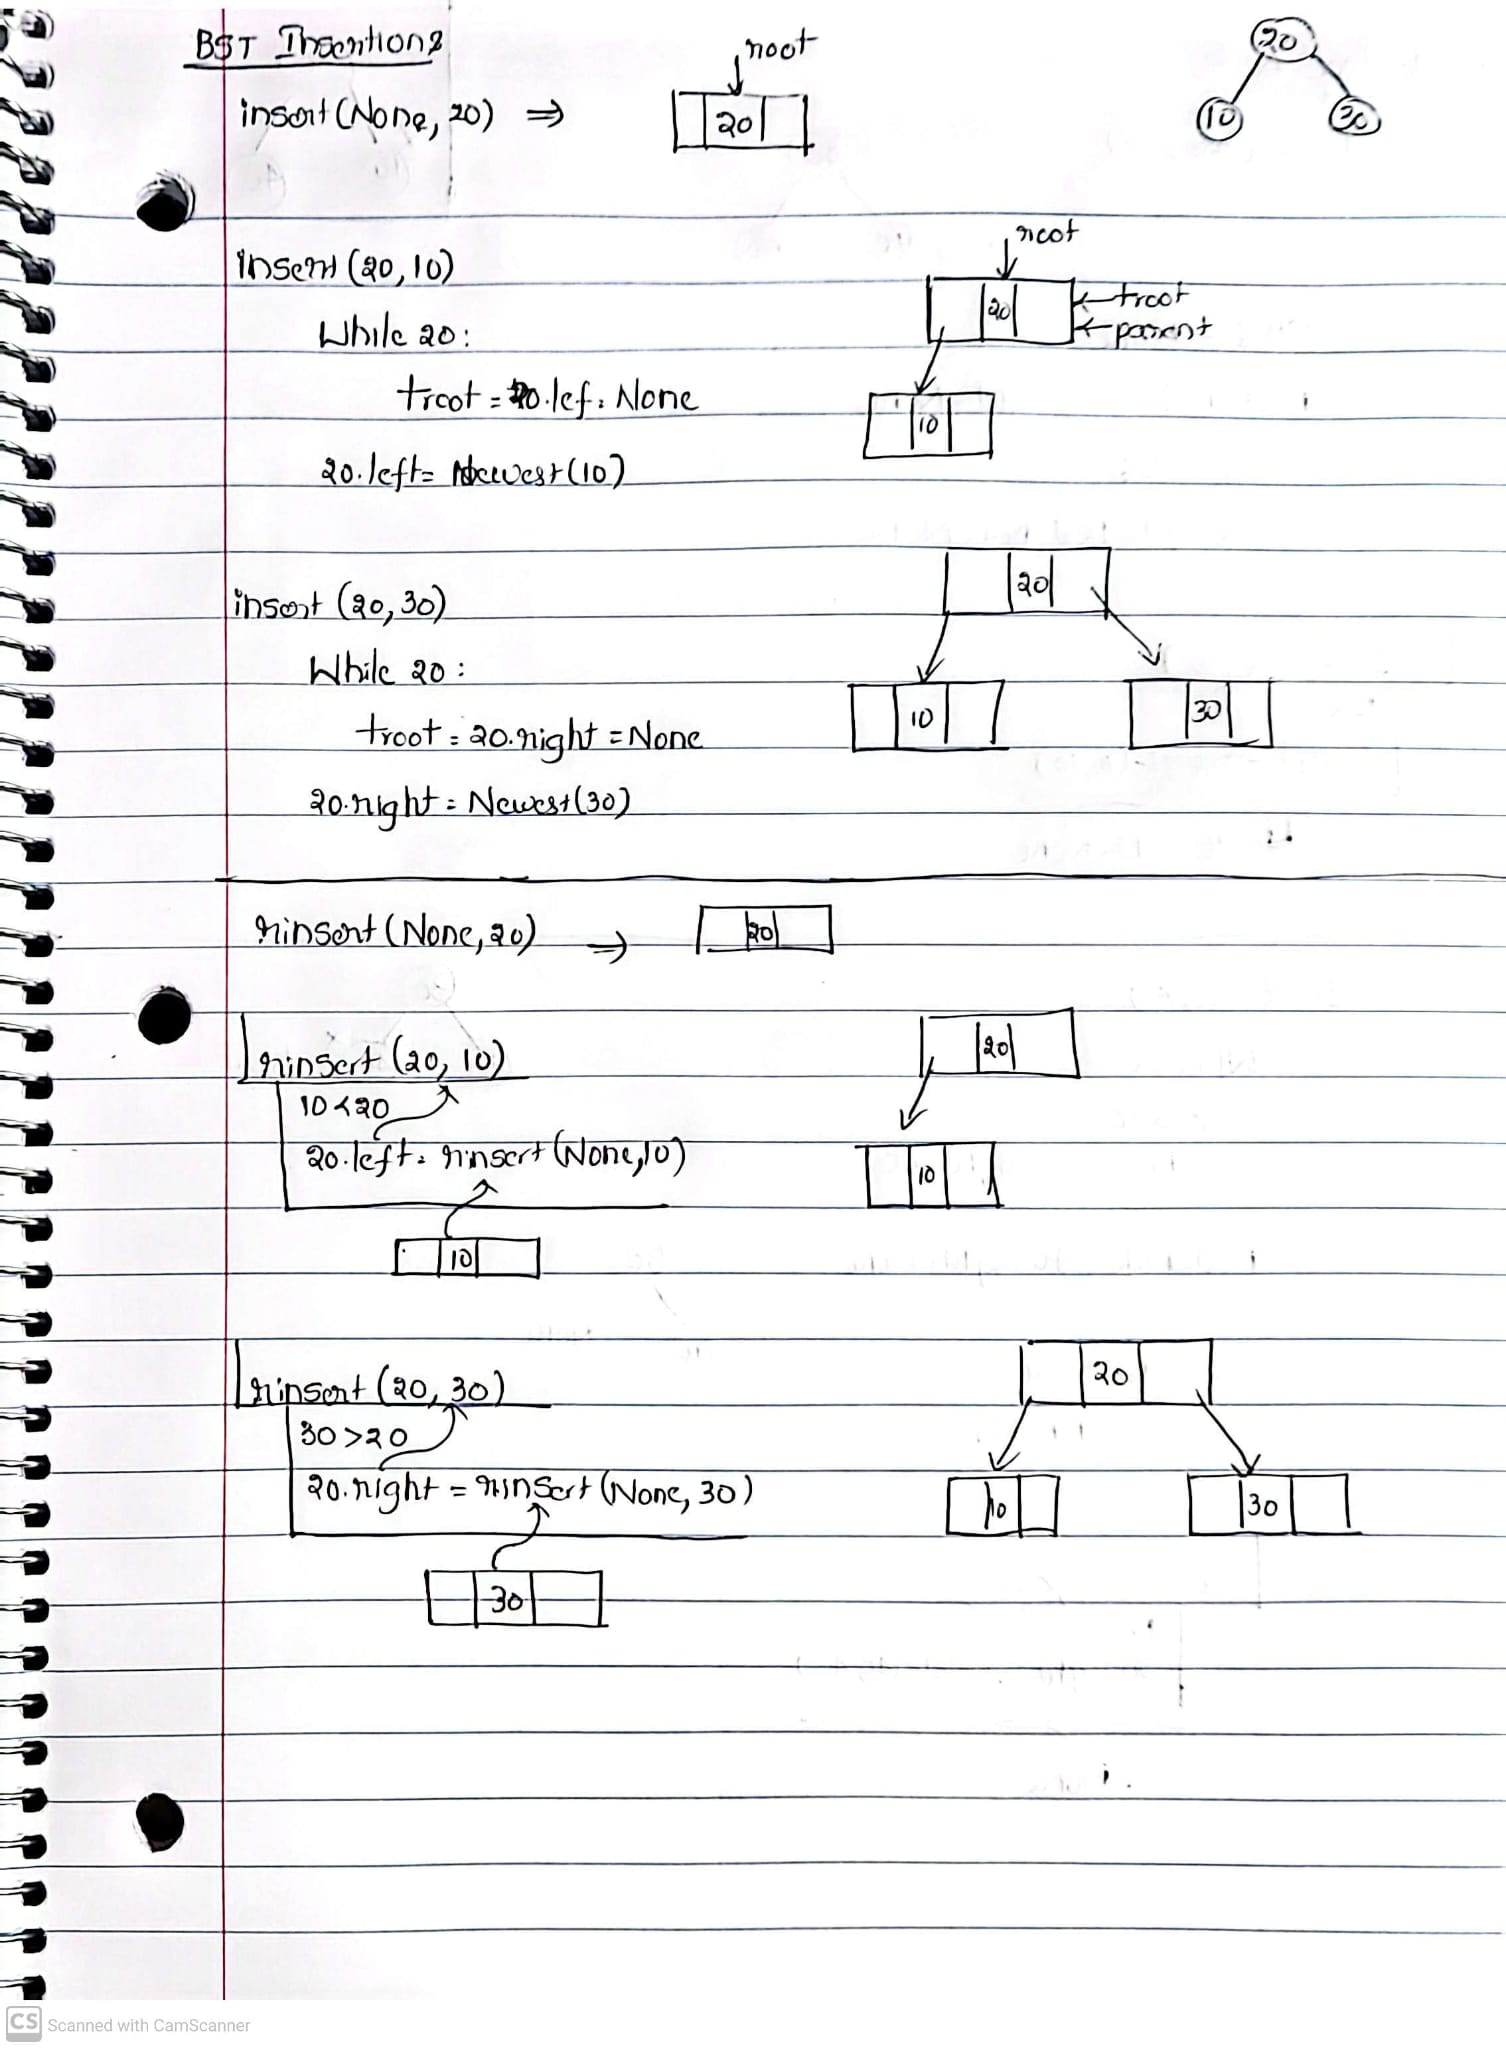 BST Insertions
root
insert (None, 20) ⇒
20
20
10 30
insert (20,10)
root
20
troot
parent
While 20:
troot = 20.lef = None
10
20.left = Newest(10)
insert (20, 30)
20
While 20:
troot = 20.right = None
10
30
20.right = Newest(30)
rinsert (None, 20) ⇒
20
rinsert (20, 10)
20
10 < 20
20.left = rinsert (None, 10)
10
10
rinsert (20, 30)
20
30 > 20
20.right = rinsert (None, 30)
10
30
30
CS Scanned with CamScanner